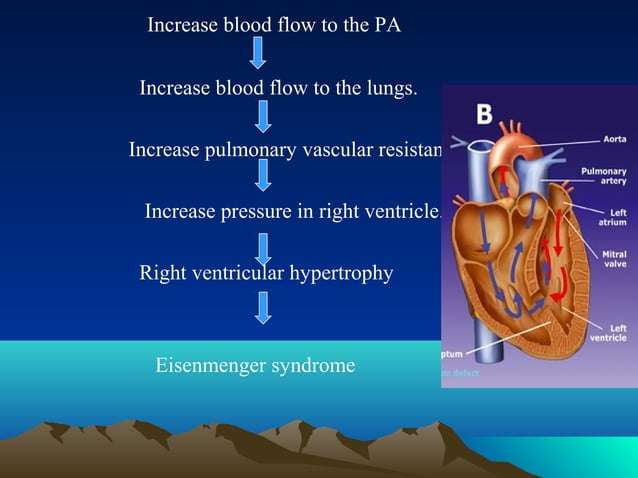 Increase blood flow to the PA
Increase blood flow to the lungs.
Increase pulmonary vascular resistan
Increase pressure in right ventricle.
Right ventricular hypertrophy
Eisenmenger syndrome
B
Aorta
Pulmonary
artery
Left
atrium
Mitral
valve
Left
ventricle
ptum
defect